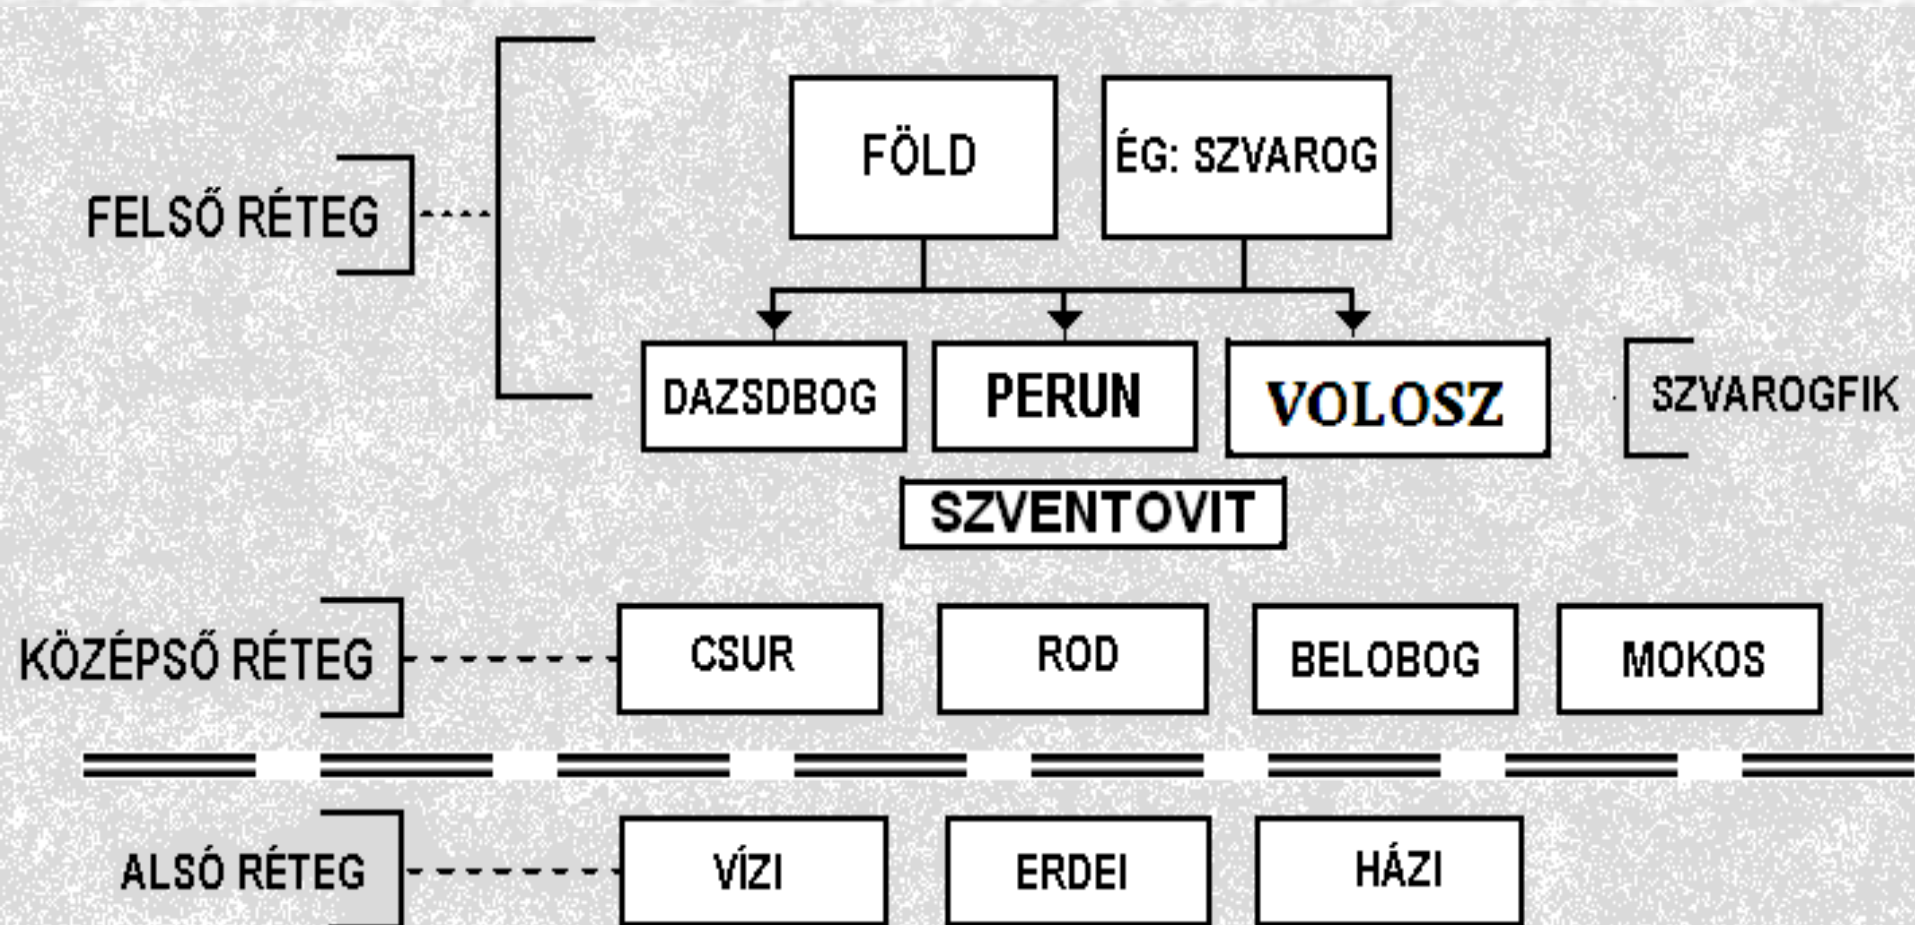 FÖLD
ÉG: SZVAROG
FELSŐ RÉTEG
DAZSDBOG
PERUN
VOLOSZ
SZVAROGFIK
SZVENTOVIT
KÖZÉPSŐ RÉTEG
CSUR
ROD
BELOBOG
MOKOS
ALSÓ RÉTEG
VÍZI
ERDEI
HÁZI